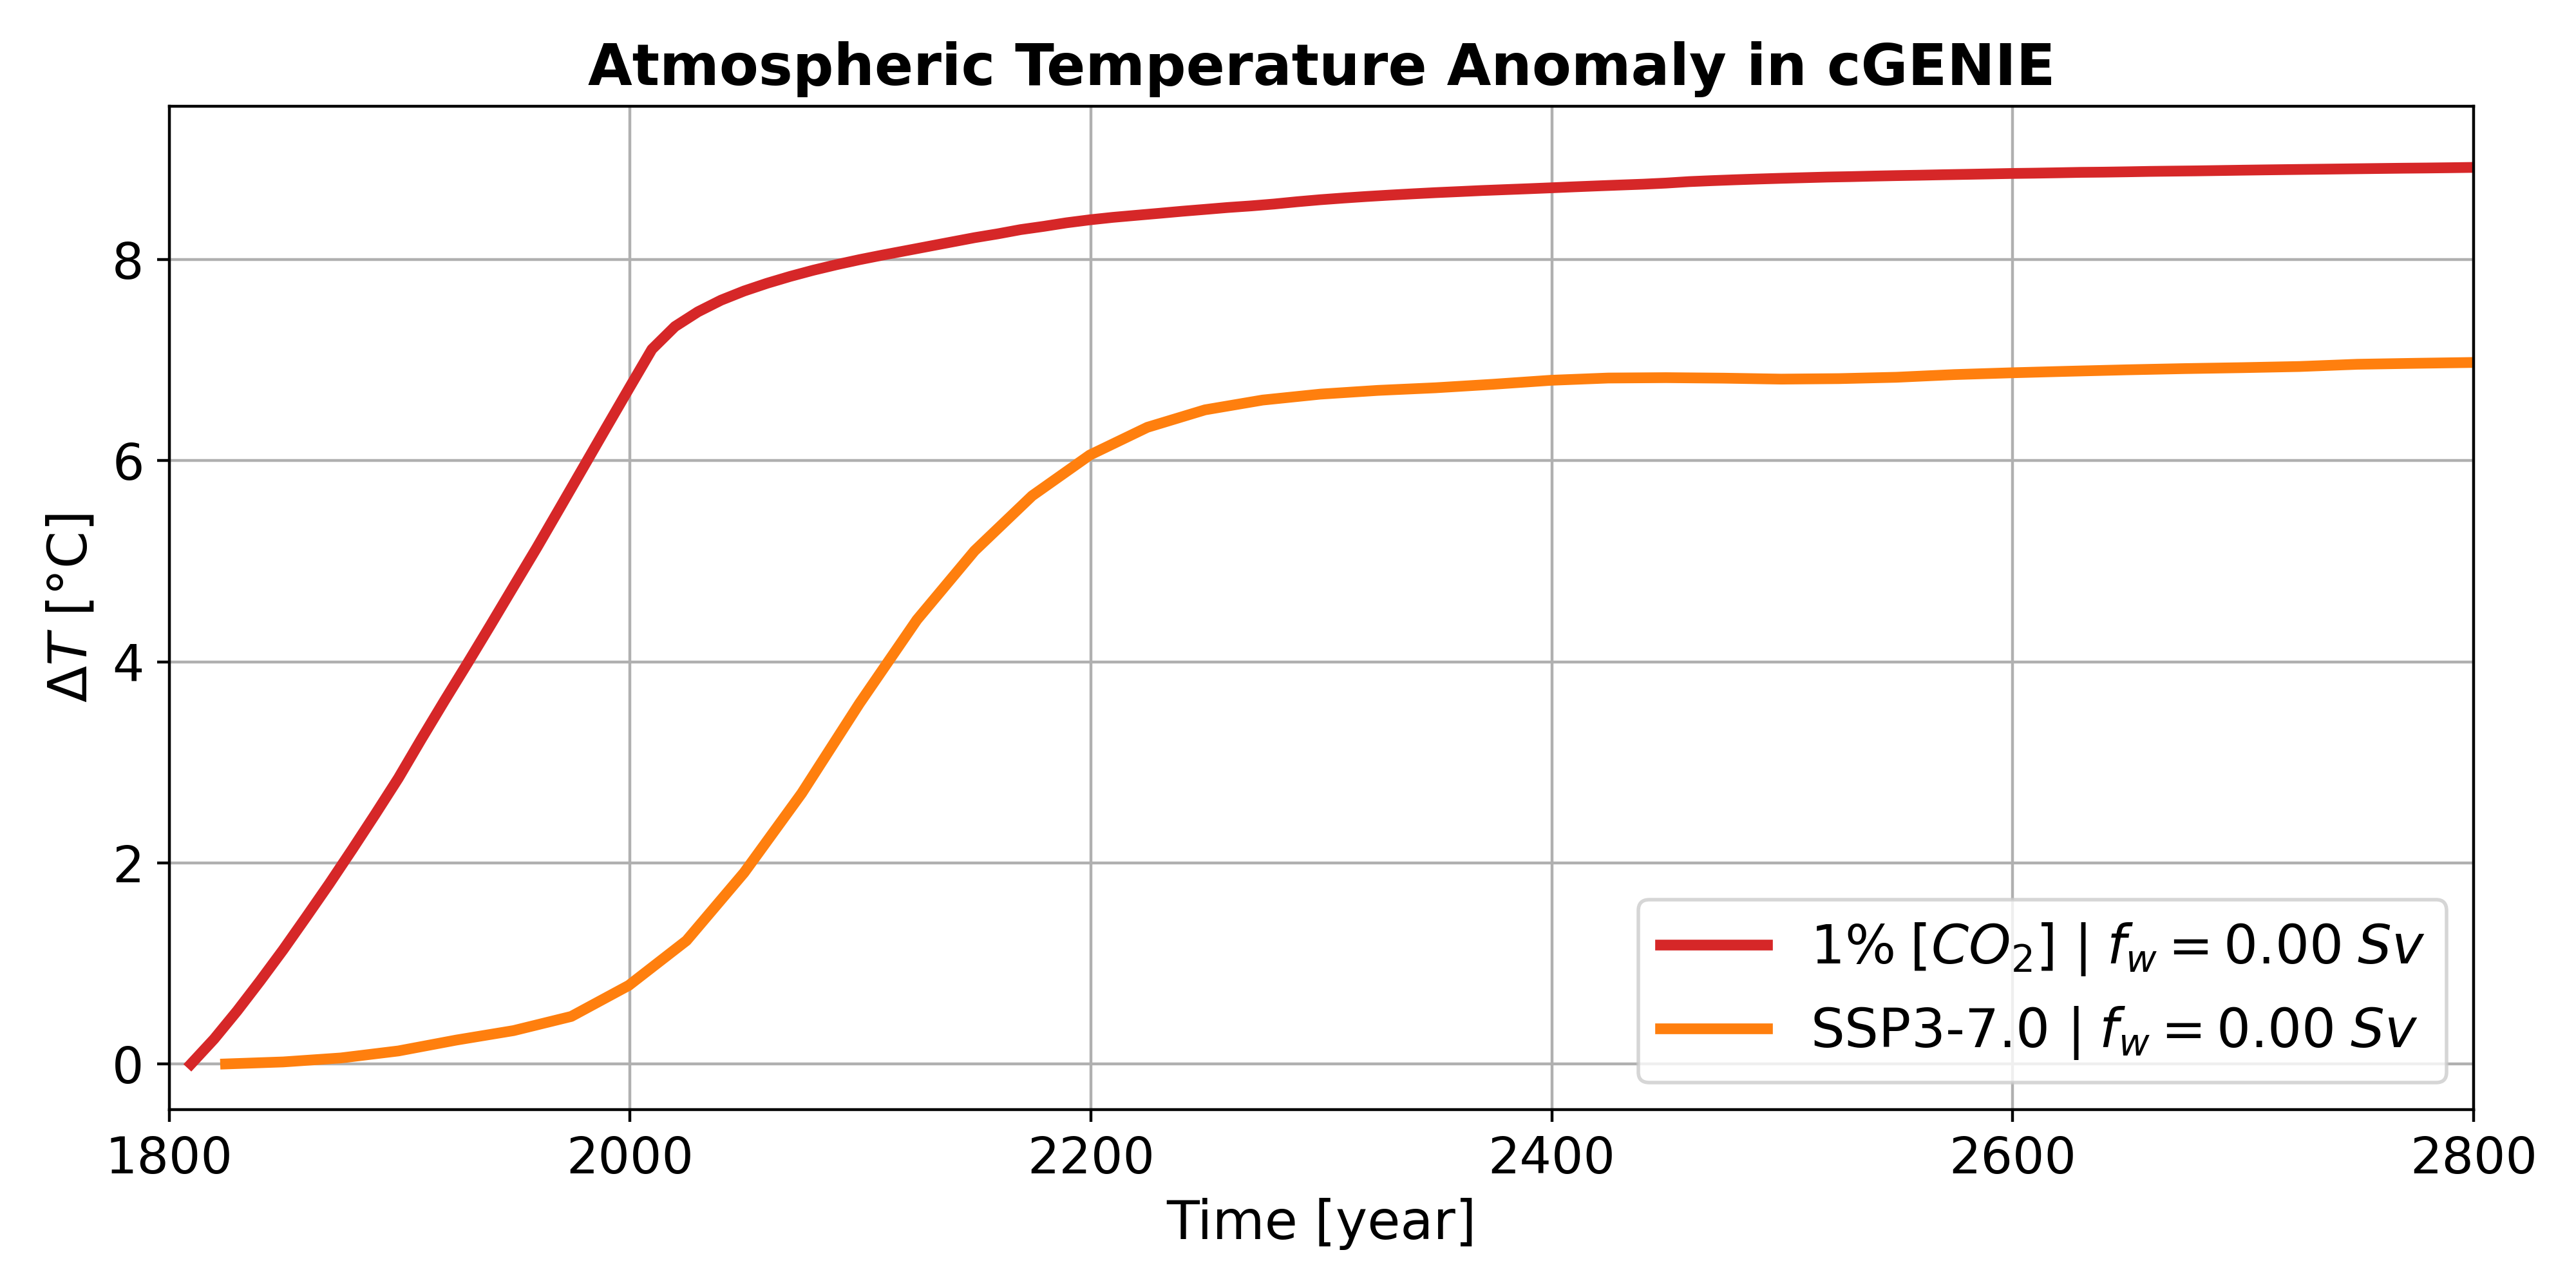 Atmospheric Temperature Anomaly in cGENIE
ΔT [°C]
8
6
4
2
0
1% [CO₂] | f_w = 0.00 Sv
SSP3-7.0 | f_w = 0.00 Sv
1800 2000 2200 2400 2600 2800
Time [year]